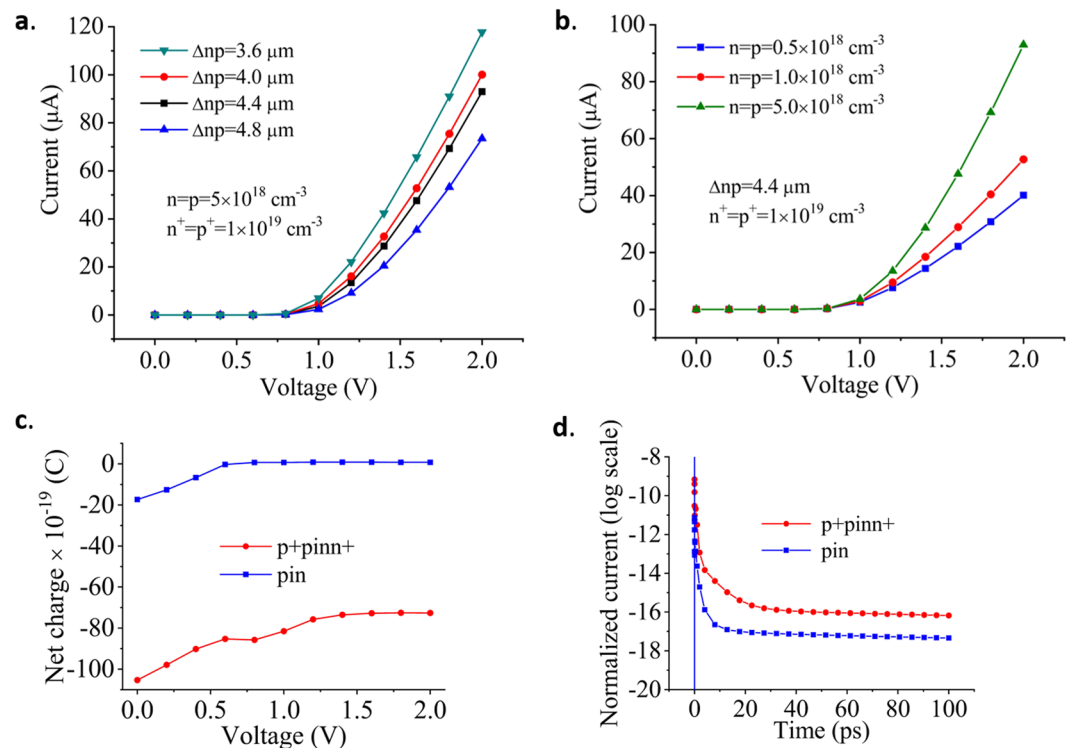 a.
120
100
80
60
40
20
0
Current (μA)
Δnp=3.6 μm
Δnp=4.0 μm
Δnp=4.4 μm
Δnp=4.8 μm
n=p=5×10¹⁸ cm⁻³
n⁺=p⁺=1×10¹⁹ cm⁻³
0.0 0.5 1.0 1.5 2.0
Voltage (V)
b.
100
80
60
40
20
0
Current (μA)
n=p=0.5×10¹⁸ cm⁻³
n=p=1.0×10¹⁸ cm⁻³
n=p=5.0×10¹⁸ cm⁻³
Δnp=4.4 μm
n⁺=p⁺=1×10¹⁹ cm⁻³
0.0 0.5 1.0 1.5 2.0
Voltage (V)
c.
0
-20
-40
-60
-80
-100
Net charge × 10⁻¹⁹ (C)
p+pinn+
pin
0.0 0.5 1.0 1.5 2.0
Voltage (V)
d.
-8
-10
-12
-14
-16
-18
-20
Normalized current (log scale)
p+pinn+
pin
0 20 40 60 80 100
Time (ps)